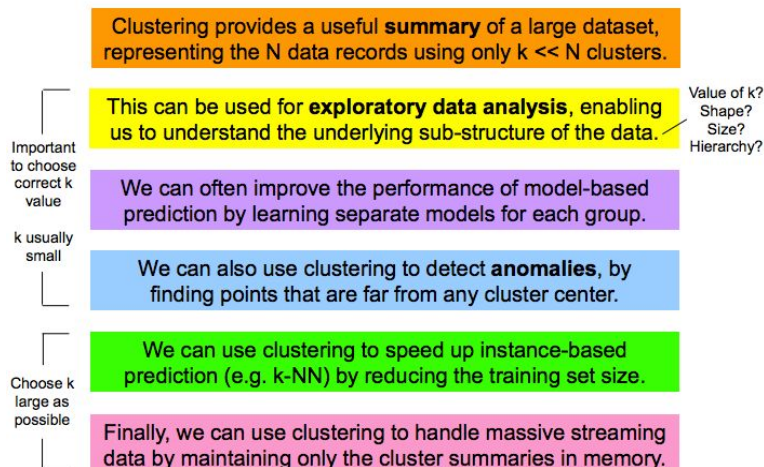 Clustering provides a useful summary of a large dataset,
representing the N data records using only k << N clusters.
This can be used for exploratory data analysis, enabling
us to understand the underlying sub-structure of the data.
Value of k?
Shape?
Size?
Hierarchy?
Important
to choose
correct k
value
k usually
small
We can often improve the performance of model-based
prediction by learning separate models for each group.
We can also use clustering to detect anomalies, by
finding points that are far from any cluster center.
Choose k
large as
possible
We can use clustering to speed up instance-based
prediction (e.g. k-NN) by reducing the training set size.
Finally, we can use clustering to handle massive streaming
data by maintaining only the cluster summaries in memory.